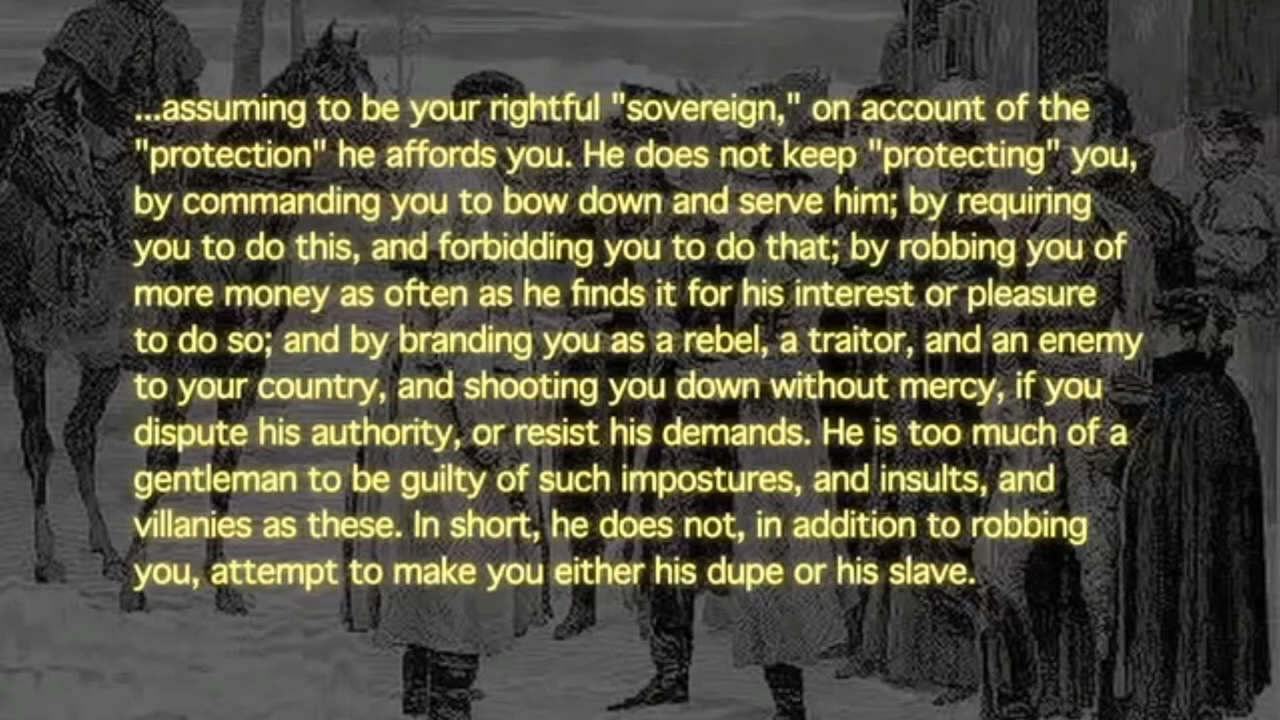 ...assuming to be your rightful "sovereign," on account of the
"protection" he affords you. He does not keep "protecting" you,
by commanding you to bow down and serve him; by requiring
you to do this, and forbidding you to do that; by robbing you of
more money as often as he finds it for his interest or pleasure
to do so; and by branding you as a rebel, a traitor, and an enemy
to your country, and shooting you down without mercy, if you
dispute his authority, or resist his demands. He is too much of a
gentleman to be guilty of such impostures, and insults, and
villanies as these. In short, he does not, in addition to robbing
you, attempt to make you either his dupe or his slave.